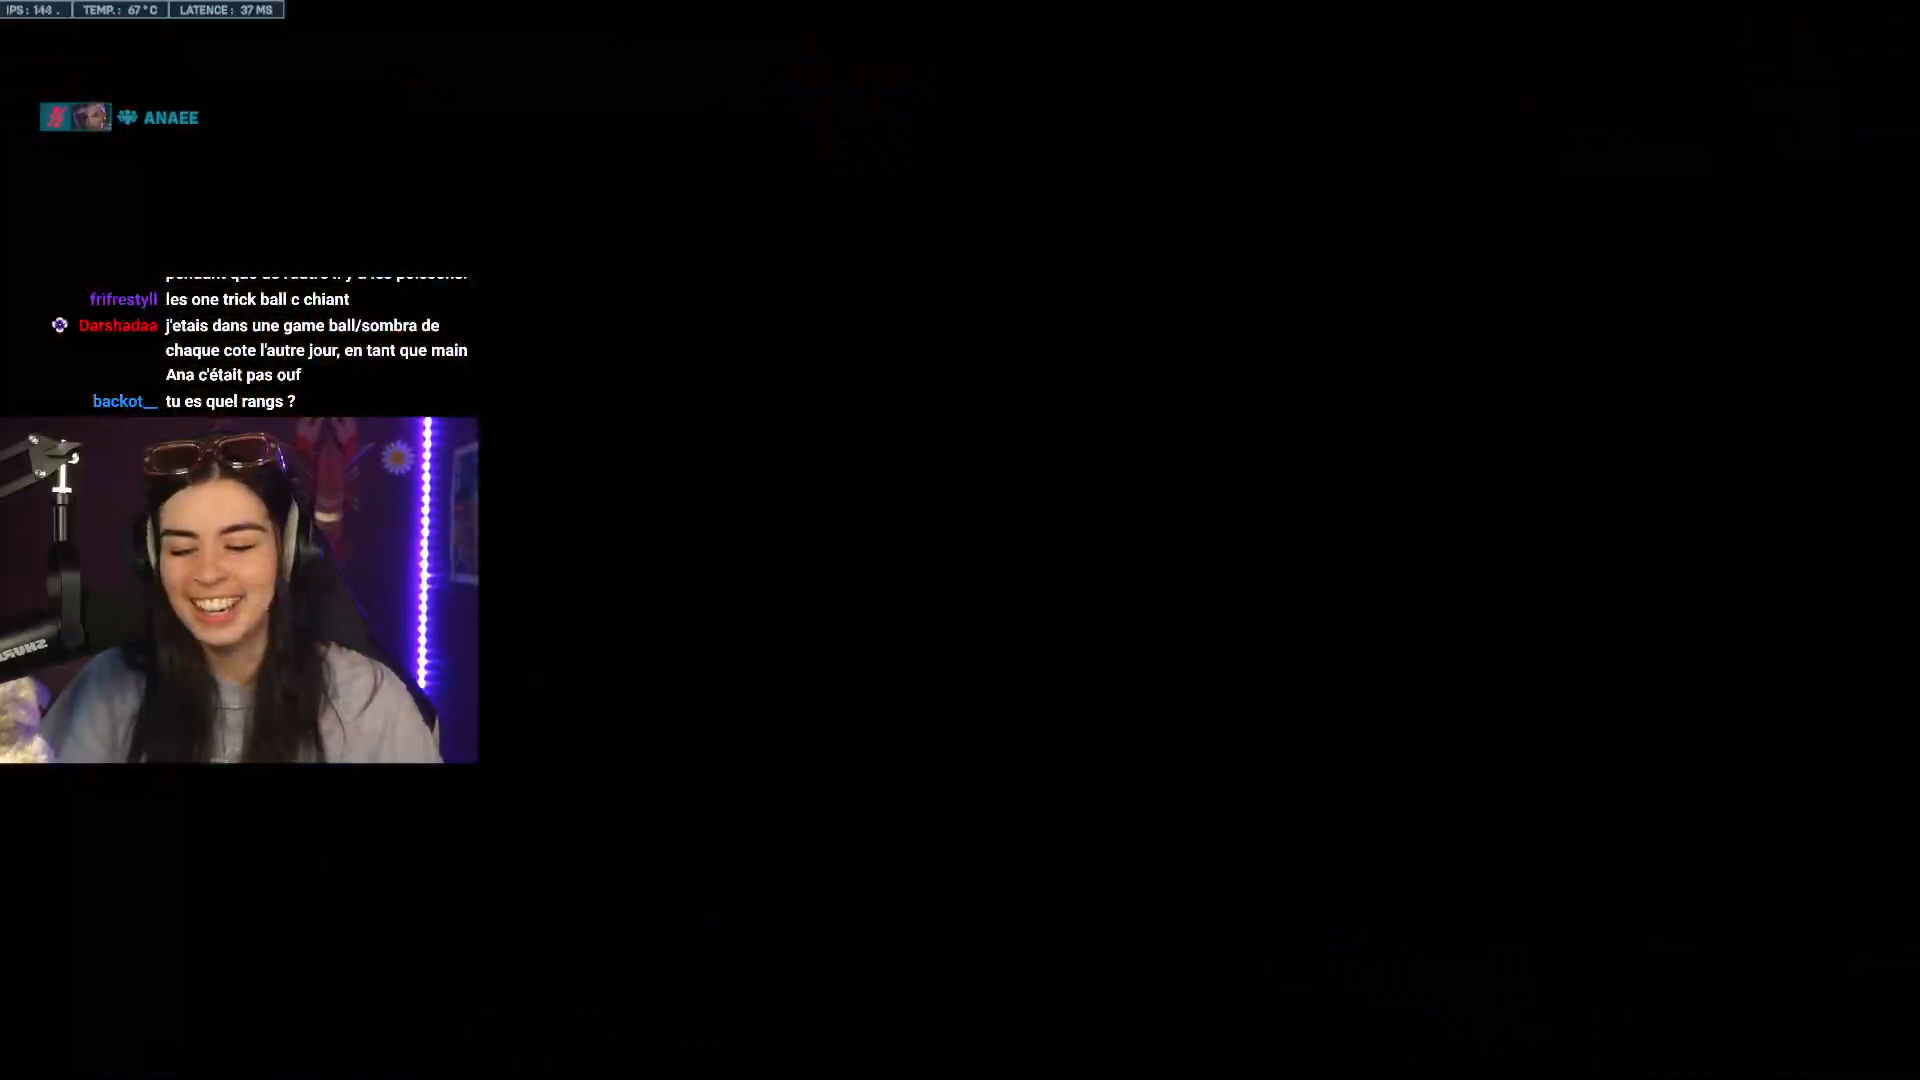 IPS: 148. TEMP.: 67°C LATENCE: 37 MS
ANAEE
frifrestyll les one trick ball c chiant
Darshadaa j'etais dans une game ball/sombra de
chaque cote l'autre jour, en tant que main
Ana c'était pas ouf
backot__ tu es quel rangs ?
SHURE